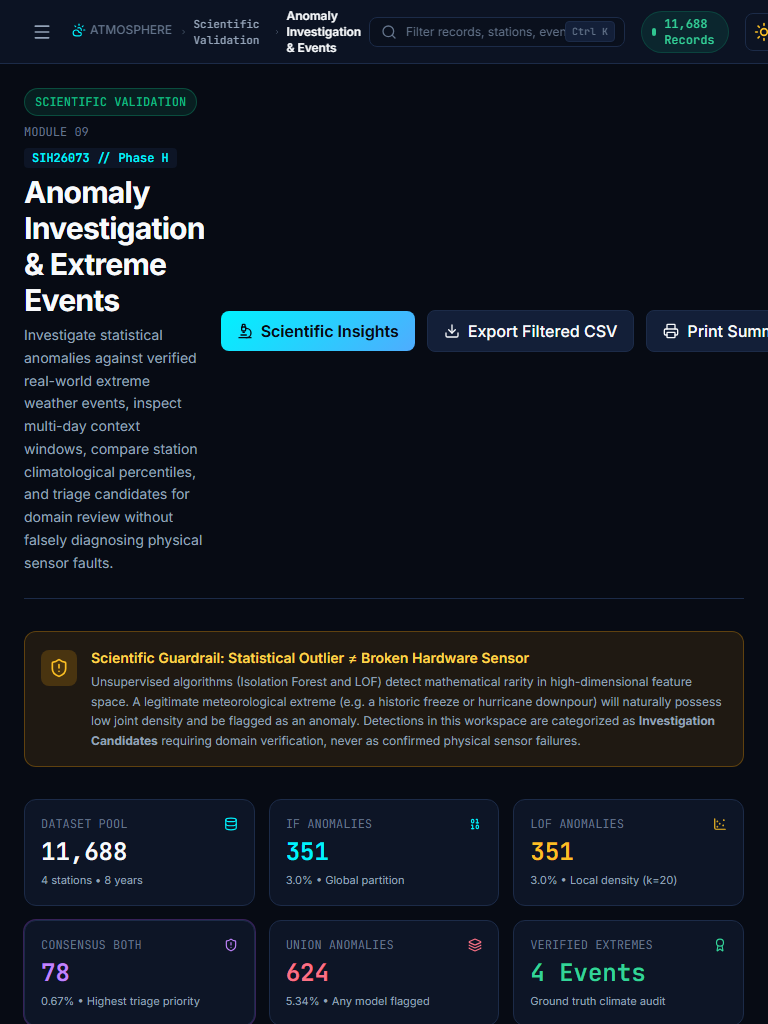 ATMOSPHERE › Scientific Validation › Anomaly Investigation & Events
Filter records, stations, even
Ctrl K
11,688 Records
SCIENTIFIC VALIDATION
MODULE 09
SIH26073 // Phase H
Anomaly
Investigation
& Extreme
Events
Investigate statistical
anomalies against verified
real-world extreme
weather events, inspect
multi-day context
windows, compare station
climatological percentiles,
and triage candidates for
domain review without
falsely diagnosing physical
sensor faults.
Scientific Insights
Export Filtered CSV
Print Summ
Scientific Guardrail: Statistical Outlier ≠ Broken Hardware Sensor
Unsupervised algorithms (Isolation Forest and LOF) detect mathematical rarity in high-dimensional feature
space. A legitimate meteorological extreme (e.g. a historic freeze or hurricane downpour) will naturally possess
low joint density and be flagged as an anomaly. Detections in this workspace are categorized as Investigation
Candidates requiring domain verification, never as confirmed physical sensor failures.
DATASET POOL
11,688
4 stations • 8 years
IF ANOMALIES
351
3.0% • Global partition
LOF ANOMALIES
351
3.0% • Local density (k=20)
CONSENSUS BOTH
78
0.67% • Highest triage priority
UNION ANOMALIES
624
5.34% • Any model flagged
VERIFIED EXTREMES
4 Events
Ground truth climate audit